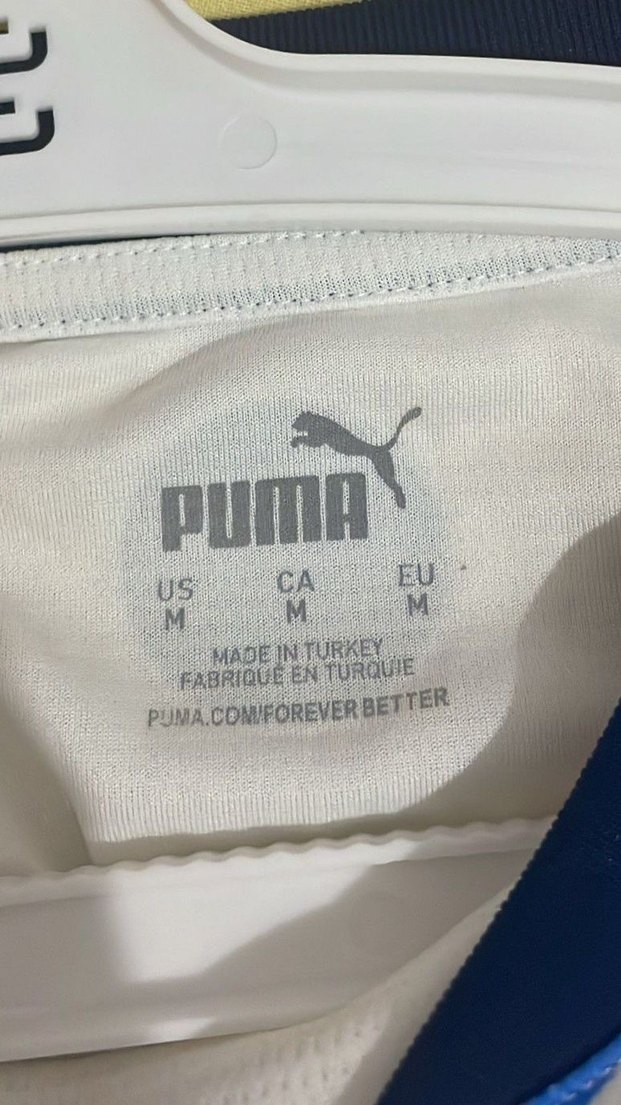 PUMA
US CA EU
M M M
MADE IN TURKEY
FABRIQUÉ EN TURQUIE
PUMA.COM/FOREVER BETTER